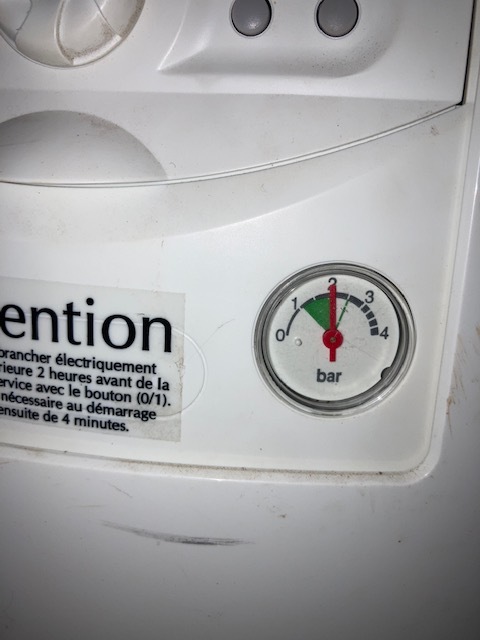 ention
brancher électriquement
rieure 2 heures avant de la
ervice avec le bouton (0/1).
nécessaire au démarrage
ensuite de 4 minutes.
0 1 2 3 4
bar